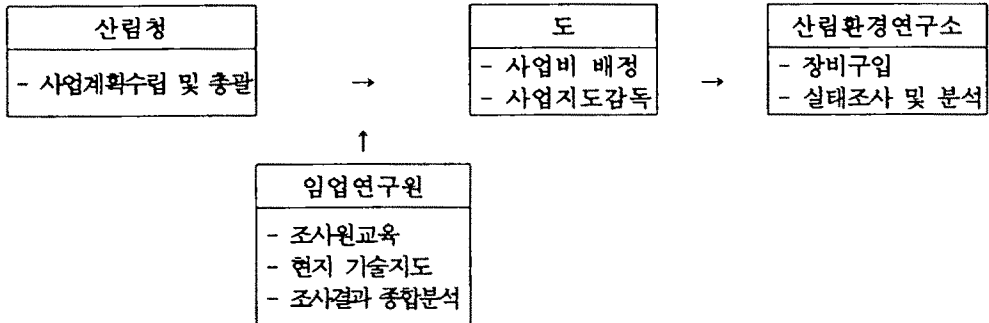 산림청
- 사업계획수립 및 총괄
→
도
- 사업비 배정
- 사업지도감독
→
산림환경연구소
- 장비구입
- 실태조사 및 분석
↑
임업연구원
- 조사원교육
- 현지 기술지도
- 조사결과 종합분석